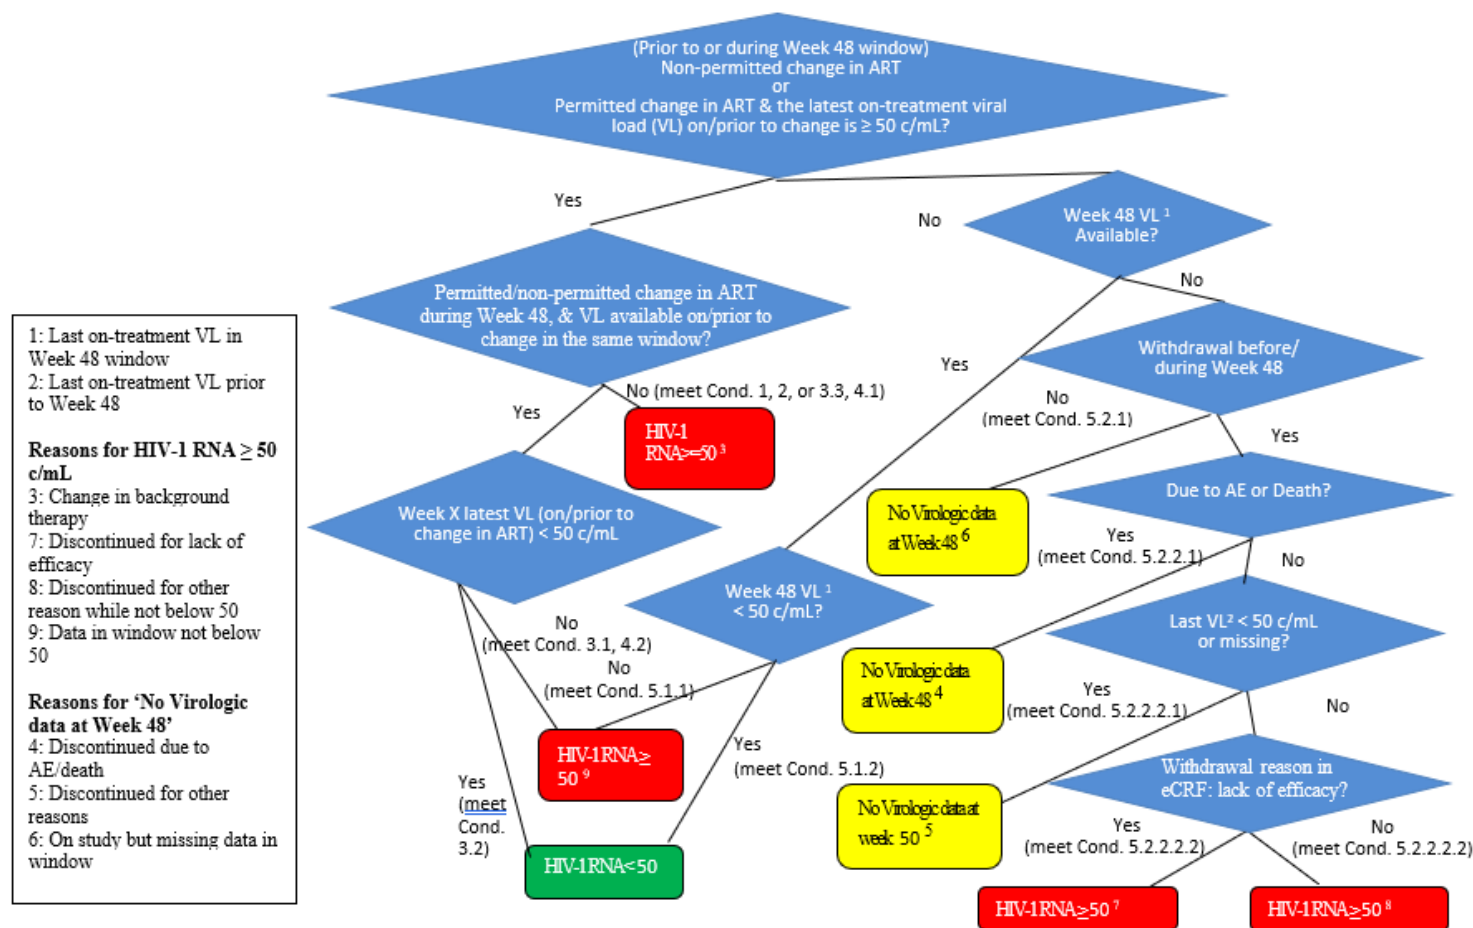 (Prior to or during Week 48 window)
Non-permitted change in ART
or
Permitted change in ART & the latest on-treatment viral
load (VL) on/prior to change is ≥ 50 c/mL?
Yes
No
Week 48 VL ¹
Available?
Permitted/non-permitted change in ART
during Week 48, & VL available on/prior to
change in the same window?
No
Yes
Withdrawal before/
during Week 48
No (meet Cond. 1, 2, or 3.3, 4.1)
Yes
HIV-1
RNA>=50 ³
No
(meet Cond. 5.2.1)
Yes
Week X latest VL (on/prior to
change in ART) < 50 c/mL
No Virologic data
at Week 48 ⁶
Due to AE or Death?
Yes
(meet Cond. 5.2.2.1)
No
Week 48 VL ¹
< 50 c/mL?
Last VL² < 50 c/mL
or missing?
No
(meet Cond. 3.1, 4.2)
No
(meet Cond. 5.1.1)
No Virologic data
at Week 48 ⁴
Yes
(meet Cond. 5.2.2.2.1)
No
HIV-1 RNA ≥
50 ⁹
Yes
(meet Cond. 5.1.2)
Yes
(meet
Cond.
3.2)
Withdrawal reason in
eCRF: lack of efficacy?
No Virologic data at
week 50 ⁵
Yes
(meet Cond. 5.2.2.2.2)
No
(meet Cond. 5.2.2.2.2)
HIV-1 RNA<50
HIV-1 RNA≥50 ⁷
HIV-1 RNA≥50 ⁸
1: Last on-treatment VL in
Week 48 window
2: Last on-treatment VL prior
to Week 48
Reasons for HIV-1 RNA ≥ 50
c/mL
3: Change in background
therapy
7: Discontinued for lack of
efficacy
8: Discontinued for other
reason while not below 50
9: Data in window not below
50
Reasons for ‘No Virologic
data at Week 48’
4: Discontinued due to
AE/death
5: Discontinued for other
reasons
6: On study but missing data in
window